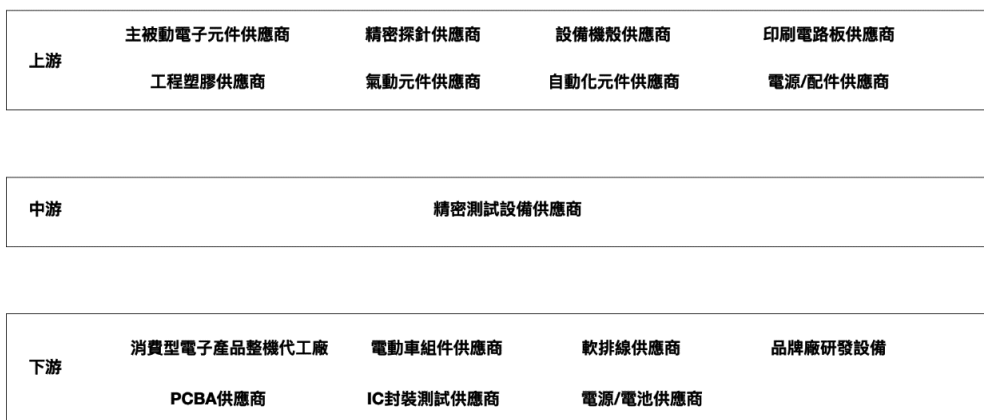 上游
主被動電子元件供應商 精密探針供應商 設備機殼供應商 印刷電路板供應商
工程塑膠供應商 氣動元件供應商 自動化元件供應商 電源/配件供應商
中游
精密測試設備供應商
下游
消費型電子產品整機代工廠 電動車組件供應商 軟排線供應商 品牌廠研發設備
PCBA供應商 IC封裝測試供應商 電源/電池供應商